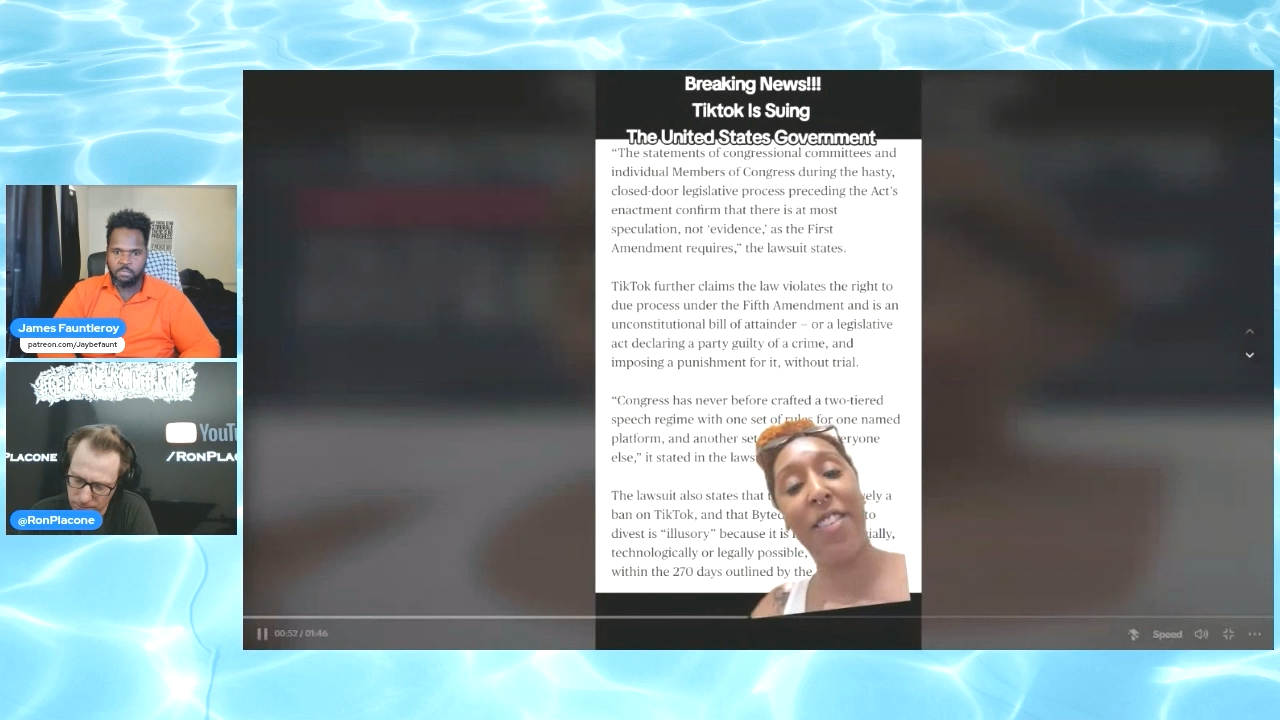 Breaking News!!!
Tiktok Is Suing
The United States Government
“The statements of congressional committees and
individual Members of Congress during the hasty,
closed-door legislative process preceding the Act’s
enactment confirm that there is at most
speculation, not ‘evidence,’ as the First
Amendment requires,” the lawsuit states.
TikTok further claims the law violates the right to
due process under the Fifth Amendment and is an
unconstitutional bill of attainder – or a legislative
act declaring a party guilty of a crime, and
imposing a punishment for it, without trial.
“Congress has never before crafted a two-tiered
speech regime with one set of rules for one named
platform, and another set
else,” it stated in the
The lawsuit also states that
ban on TikTok, and that
divest is “illusory” because it is
technologically or legally possible,
within the 270 days outlined by the
00:52 / 01:46
Speed
James Fauntleroy
patreon.com/Jaybefaunt
PLACONE
@RonPlacone